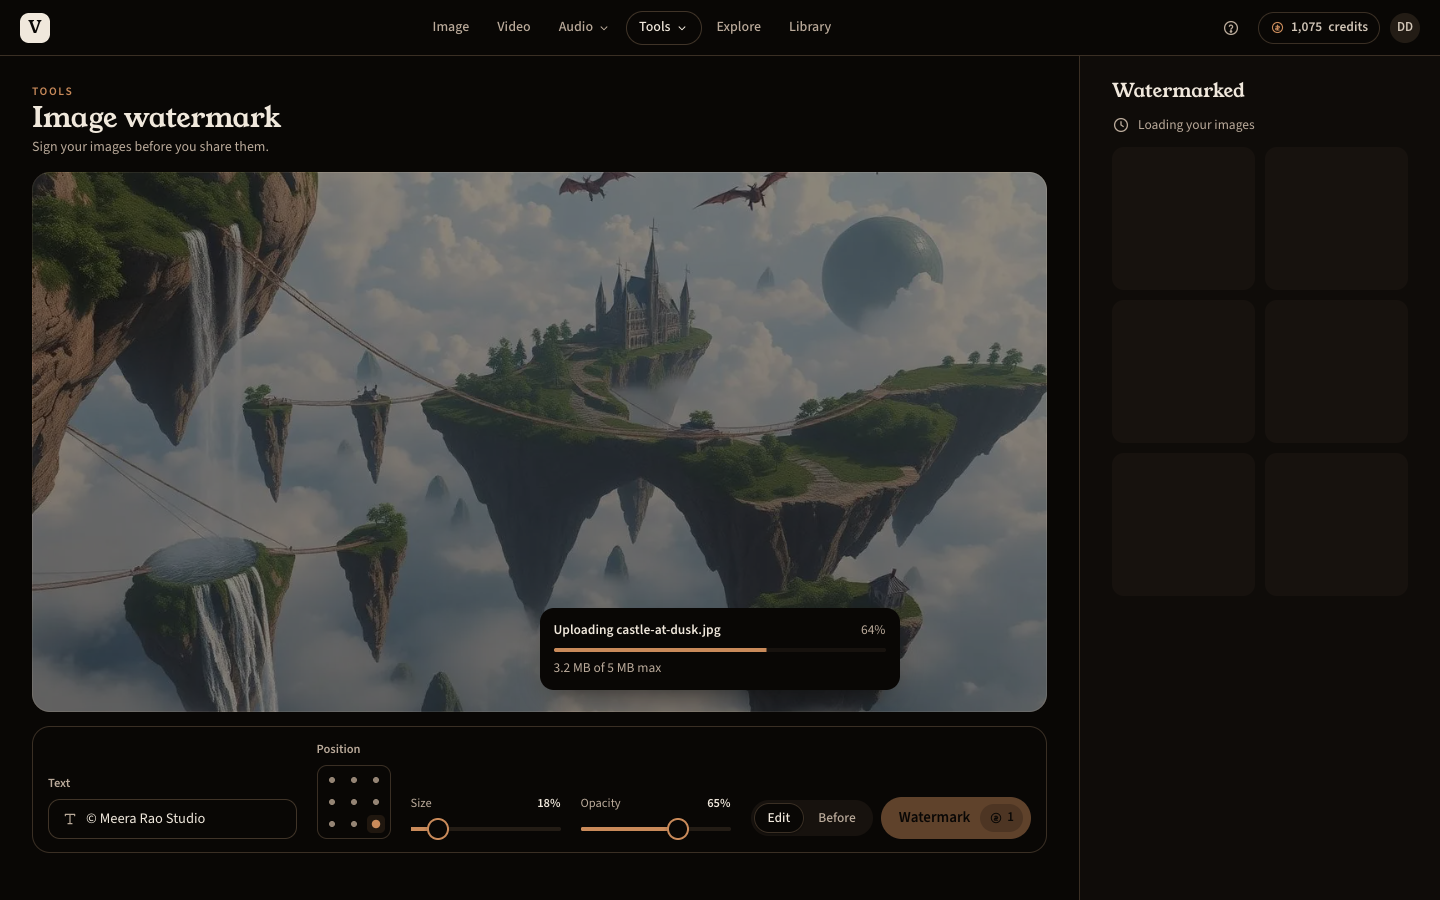 V
Image
Video
Audio
Tools
Explore
Library
1,075 credits
DD
TOOLS
Image watermark
Sign your images before you share them.
Uploading castle-at-dusk.jpg
64%
3.2 MB of 5 MB max
Text
© Meera Rao Studio
Position
Size
18%
Opacity
65%
Edit
Before
Watermark
1
Watermarked
Loading your images